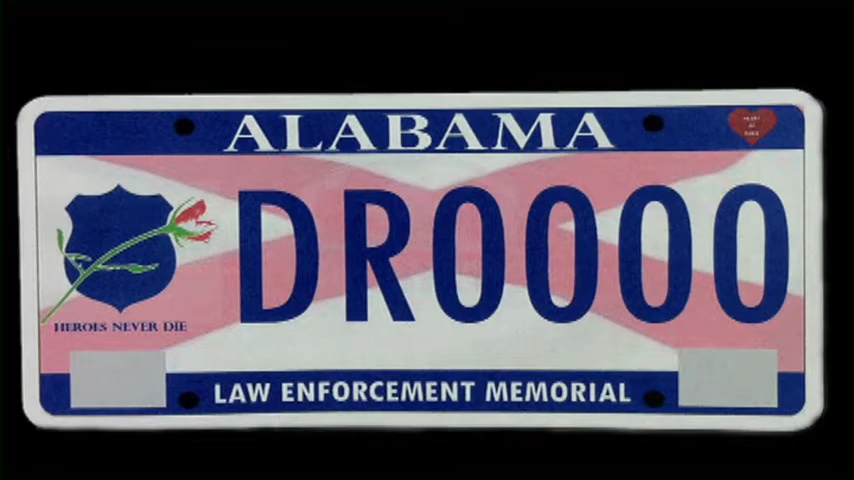 ALABAMA
DR0000
HEROES NEVER DIE
LAW ENFORCEMENT MEMORIAL